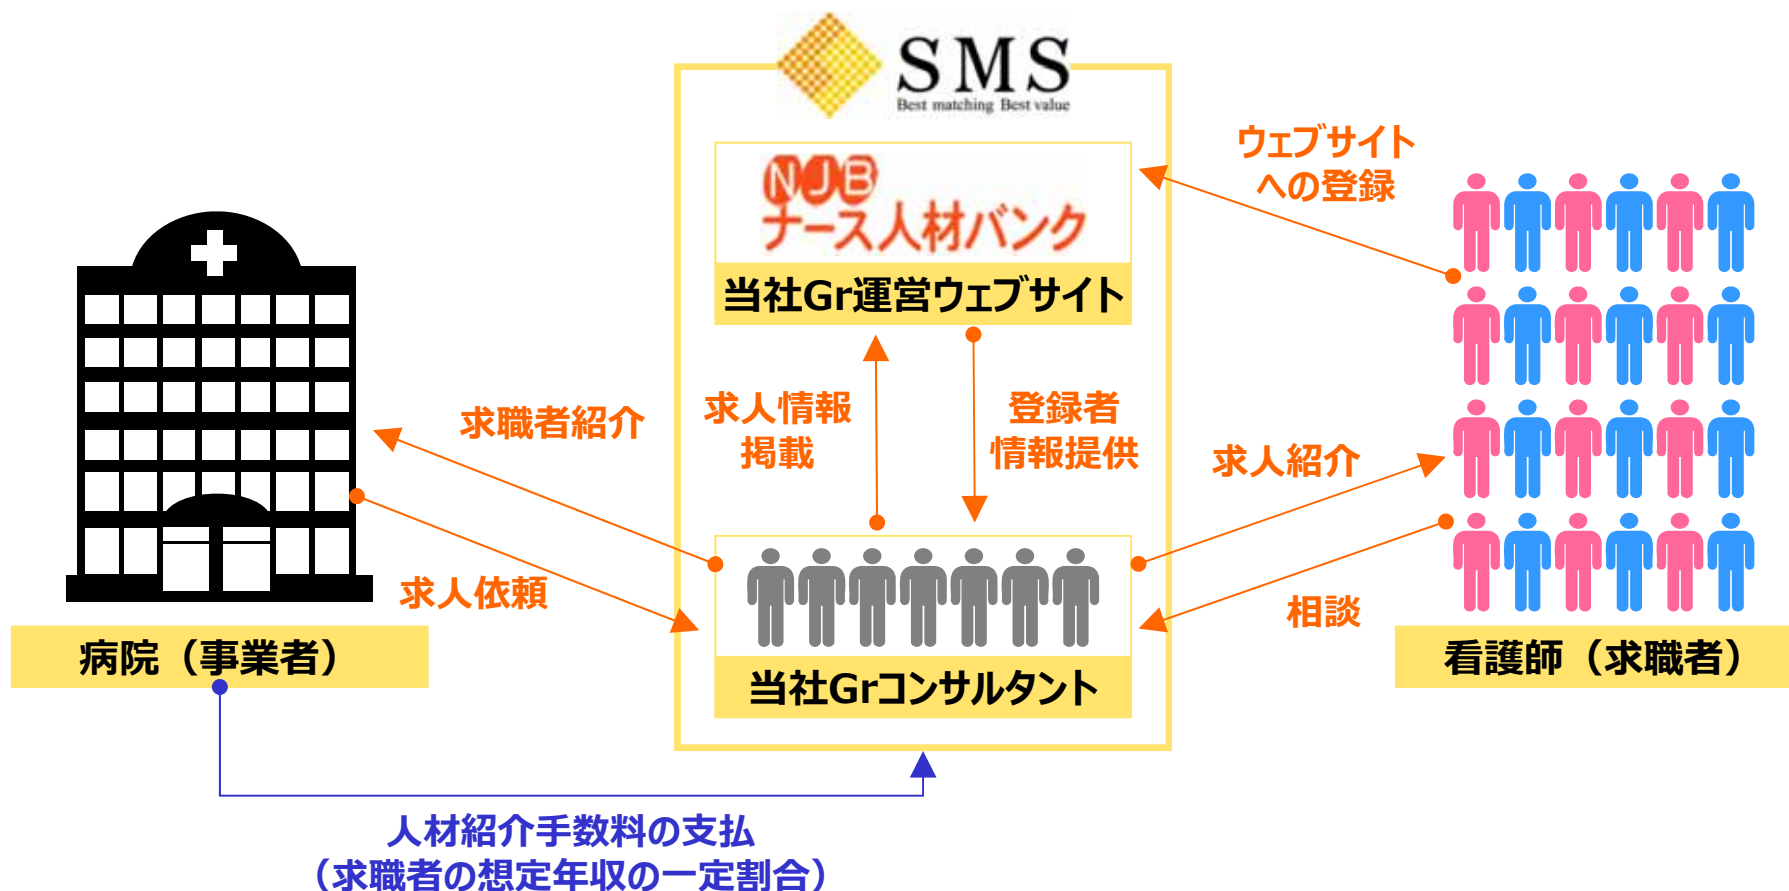 SMS
Best matching Best value
NJB
ナース人材バンク
当社Gr運営ウェブサイト
ウェブサイト
への登録
求職者紹介
求人情報
掲載
登録者
情報提供
求人紹介
求人依頼
相談
病院（事業者）
当社Grコンサルタント
看護師（求職者）
人材紹介手数料の支払
（求職者の想定年収の一定割合）